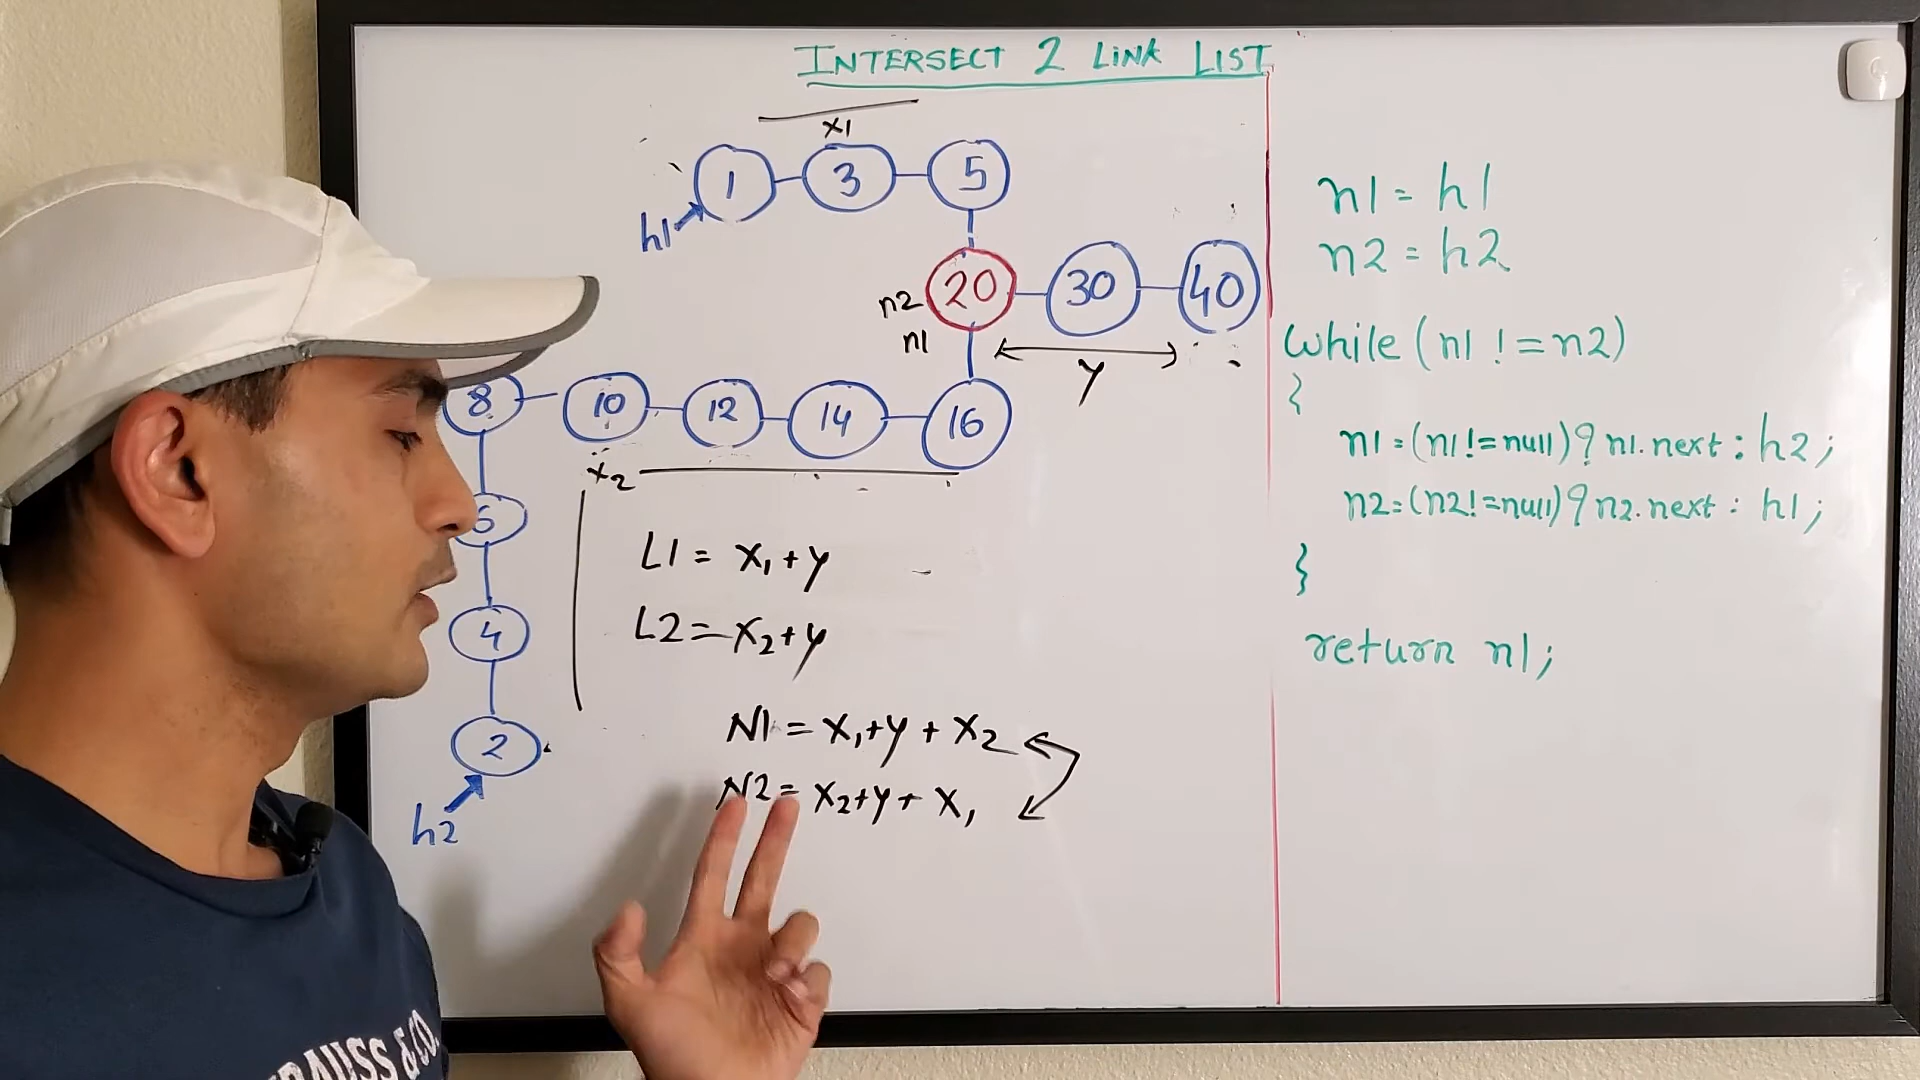 INTERSECT 2 LINK LIST
x1
1 3 5
h1
20 30 40
n2
n1
y
8 10 12 14 16
x2
6
4
2
h2
L1 = x1+y
L2 = x2+y
N1 = x1+y + x2
N2 = x2+y + x1
n1 = h1
n2 = h2
while (n1 != n2)
{
n1 = (n1 != null) ? n1.next : h2;
n2 = (n2 != null) ? n2.next : h1;
}
return n1;